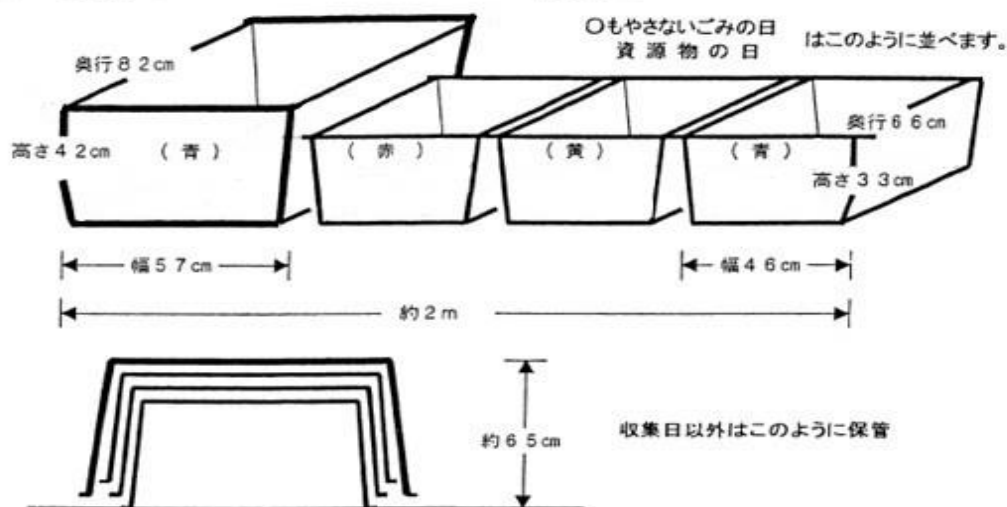 〇もやさないごみの日
資源物の日
はこのように並べます。
奥行82cm
高さ42cm
(青)
(赤)
(黄)
(青)
奥行66cm
高さ33cm
幅57cm
幅46cm
約2m
約65cm
収集日以外はこのように保管